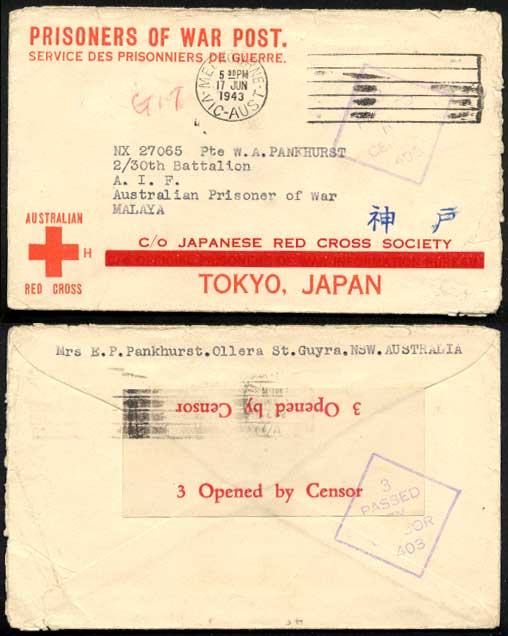 PRISONERS OF WAR POST.
SERVICE DES PRISONNIERS DE GUERRE.
5 30PM
17 JUN
1943
VIC-AUST
403
NX 27065 Pte W.A.PANKHURST
2/30th Battalion
A. I. F.
Australian Prisoner of War
MALAYA
神戸
AUSTRALIAN
H
RED CROSS
C/O JAPANESE RED CROSS SOCIETY
TOKYO, JAPAN
Mrs E.P.Pankhurst.Ollera St.Guyra.NSW.AUSTRALIA
3 Opened by Censor
3 Opened by Censor
3
PASSED
403